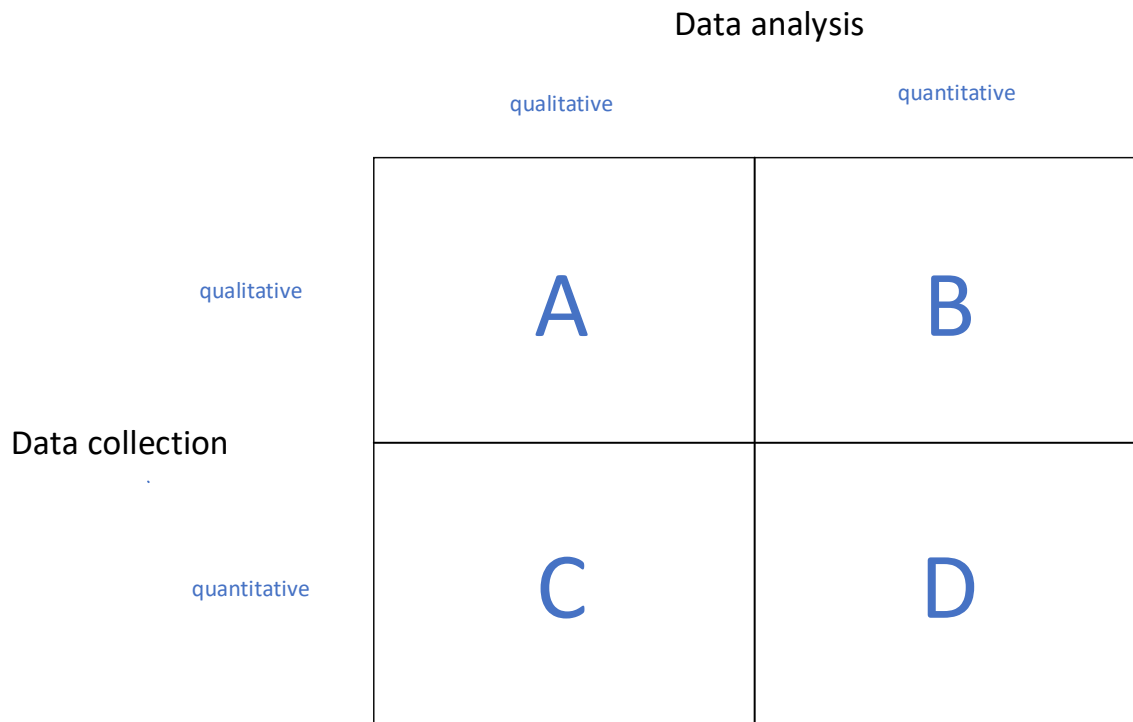 Data analysis
qualitative quantitative
qualitative A B
Data collection
quantitative C D